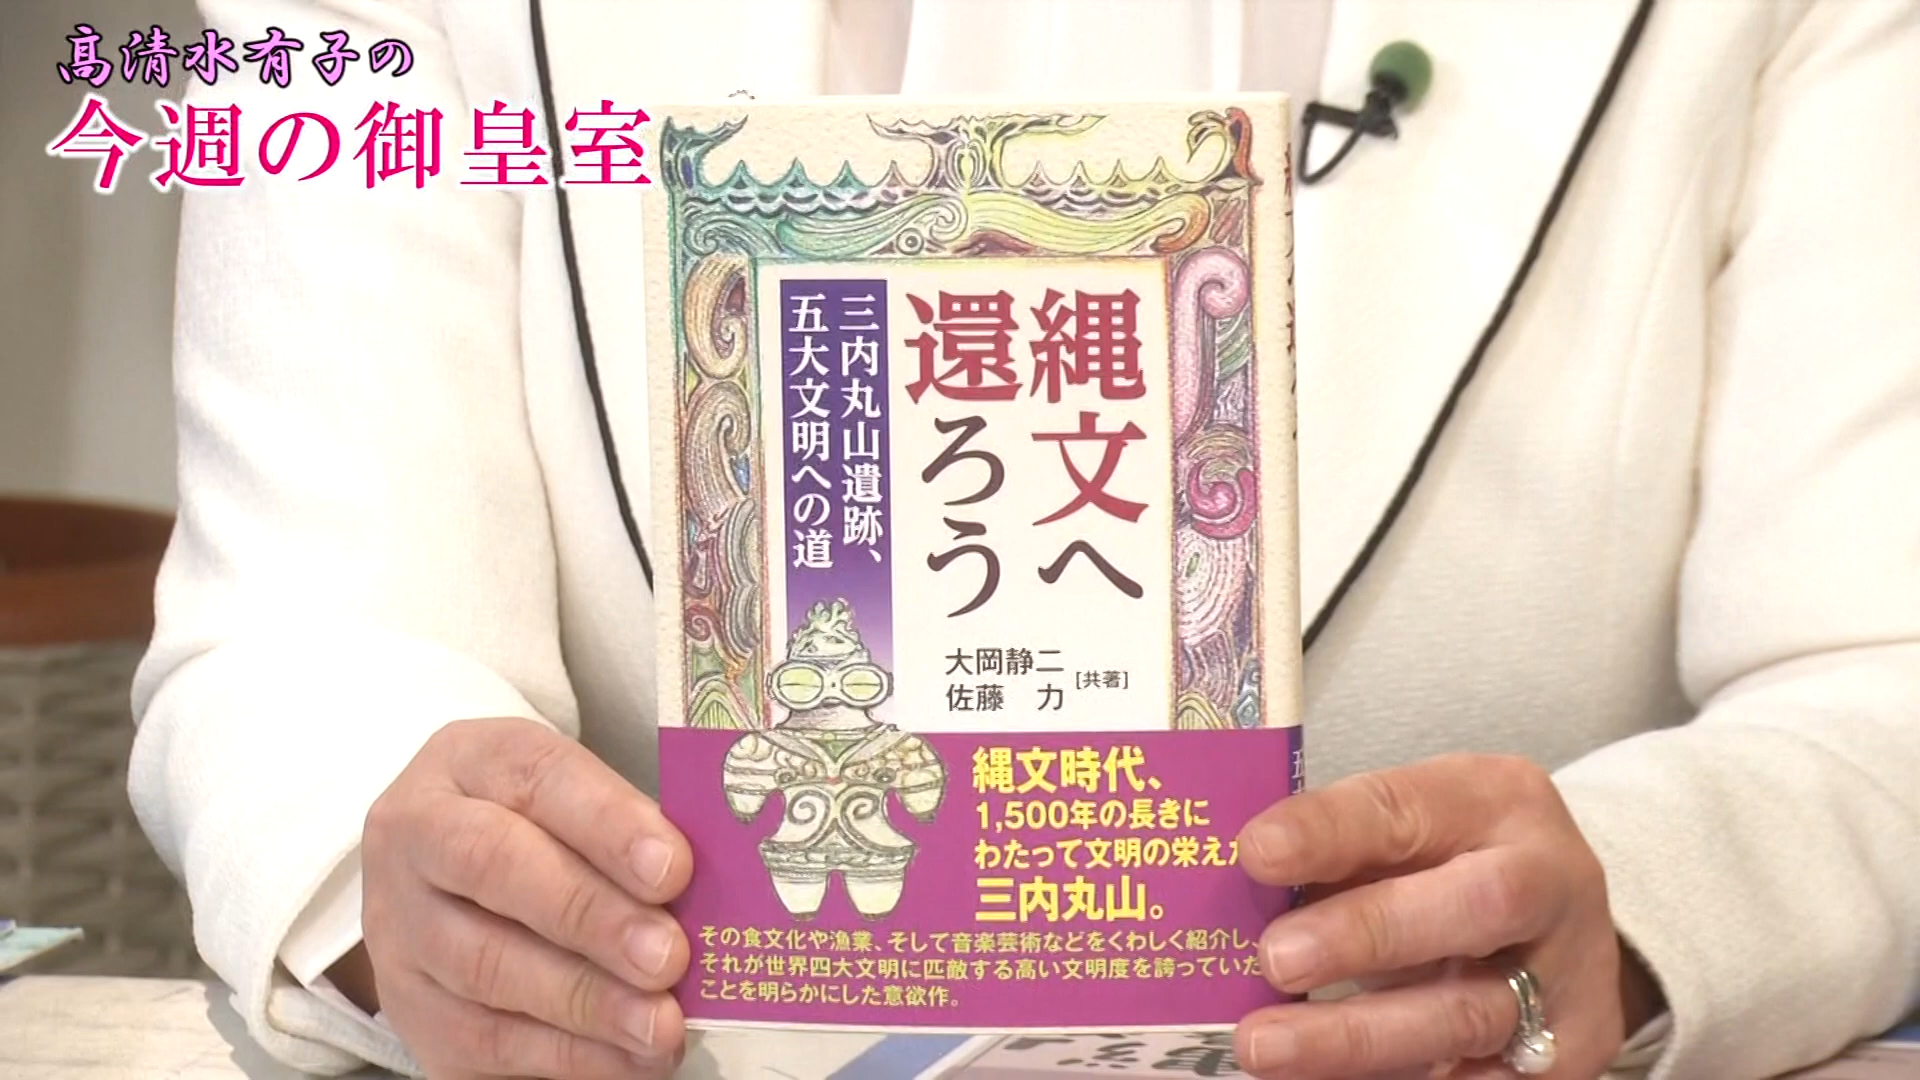 髙清水有子の
今週の御皇室
縄文へ
還ろう
三内丸山遺跡、
五大文明への道
大岡静二
佐藤 力
[共著]
縄文時代、
1,500年の長きに
わたって文明の栄えた
三内丸山。
その食文化や漁業、そして音楽芸術などをくわしく紹介し、
それが世界四大文明に匹敵する高い文明度を誇っていた
ことを明らかにした意欲作。